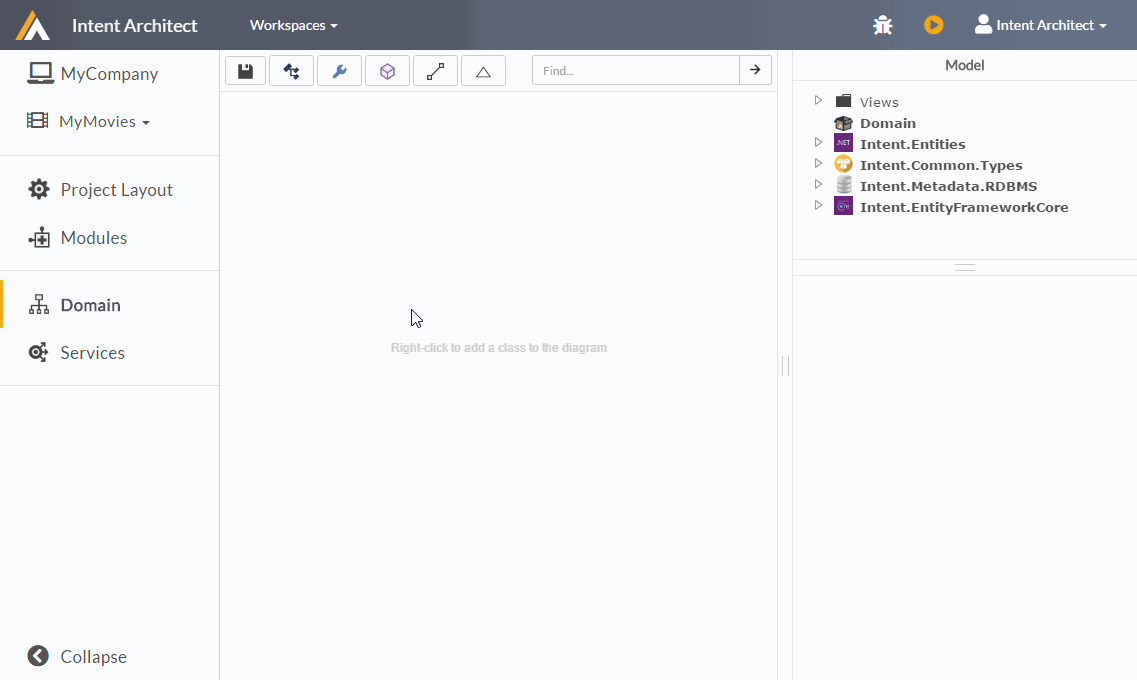 Intent Architect
Workspaces
Intent Architect
MyCompany
MyMovies
Project Layout
Modules
Domain
Services
Collapse
Find...
Right-click to add a class to the diagram
Model
Views
Domain
.NET Intent.Entities
Intent.Common.Types
Intent.Metadata.RDBMS
Intent.EntityFrameworkCore